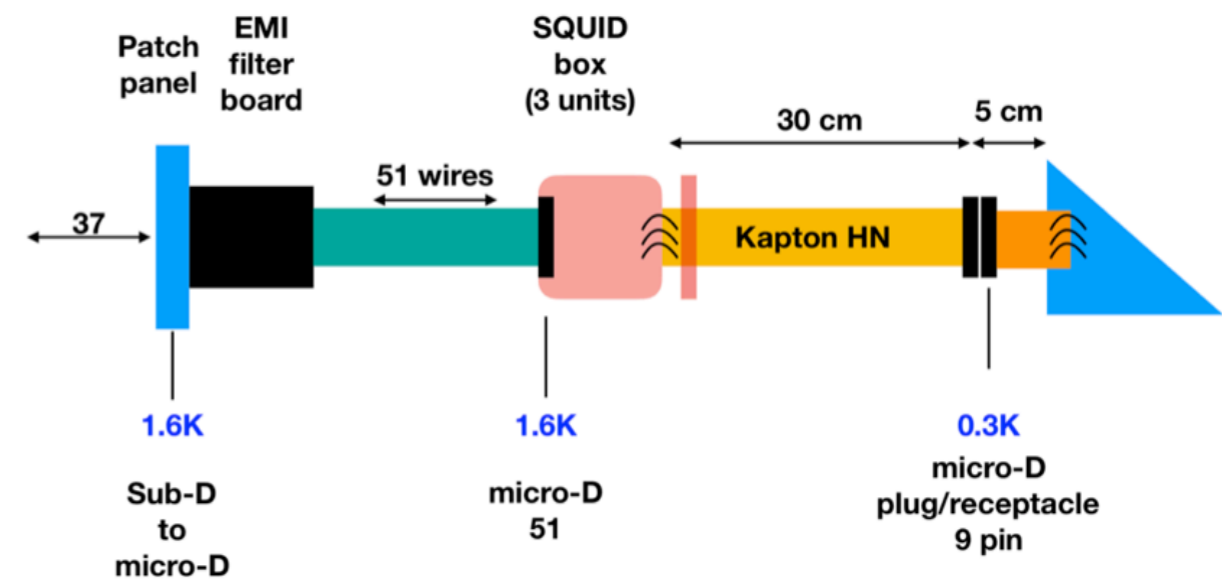 Patch
panel
EMI
filter
board
SQUID
box
(3 units)
30 cm
5 cm
51 wires
37
Kapton HN
1.6K
1.6K
0.3K
Sub-D
to
micro-D
micro-D
51
micro-D
plug/receptacle
9 pin